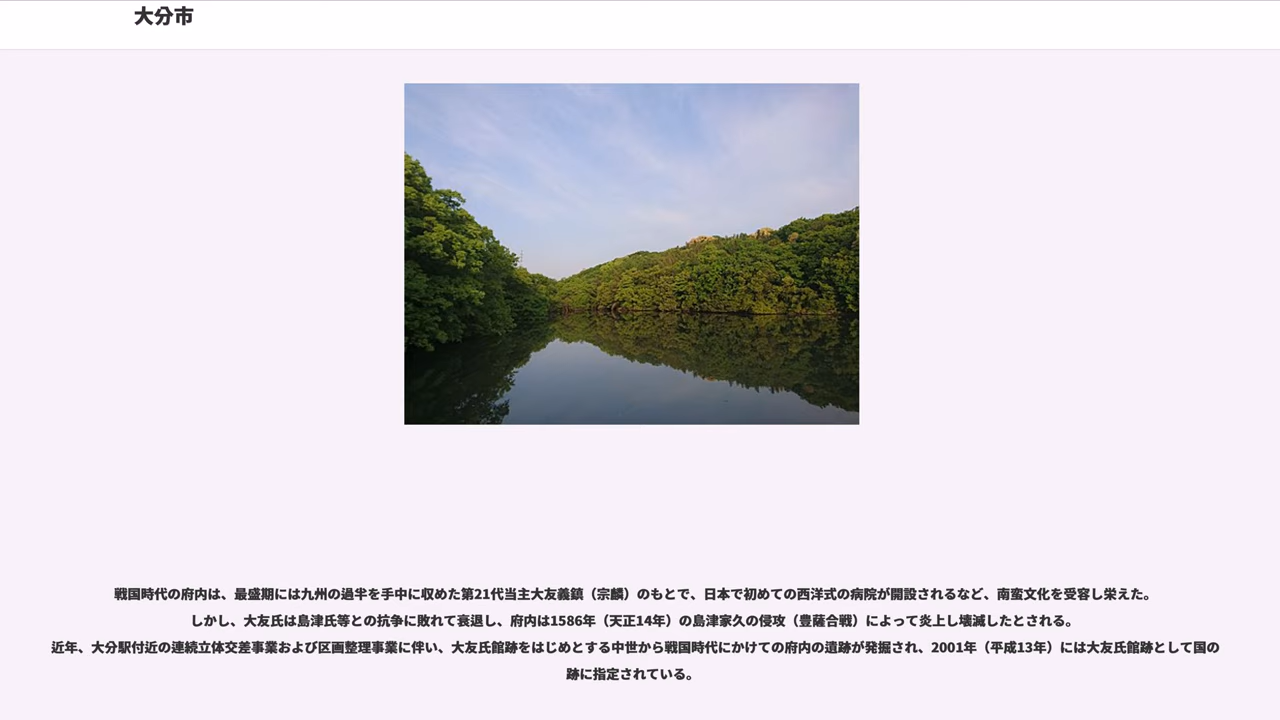 大分市
戦国時代の府内は、最盛期には九州の過半を手中に収めた第21代当主大友義鎮（宗麟）のもとで、日本で初めての西洋式の病院が開設されるなど、南蛮文化を受容し栄えた。
しかし、大友氏は島津氏等との抗争に敗れて衰退し、府内は1586年（天正14年）の島津家久の侵攻（豊薩合戦）によって炎上し壊滅したとされる。
近年、大分駅付近の連続立体交差事業および区画整理事業に伴い、大友氏館跡をはじめとする中世から戦国時代にかけての府内の遺跡が発掘され、2001年（平成13年）には大友氏館跡として国の
跡に指定されている。